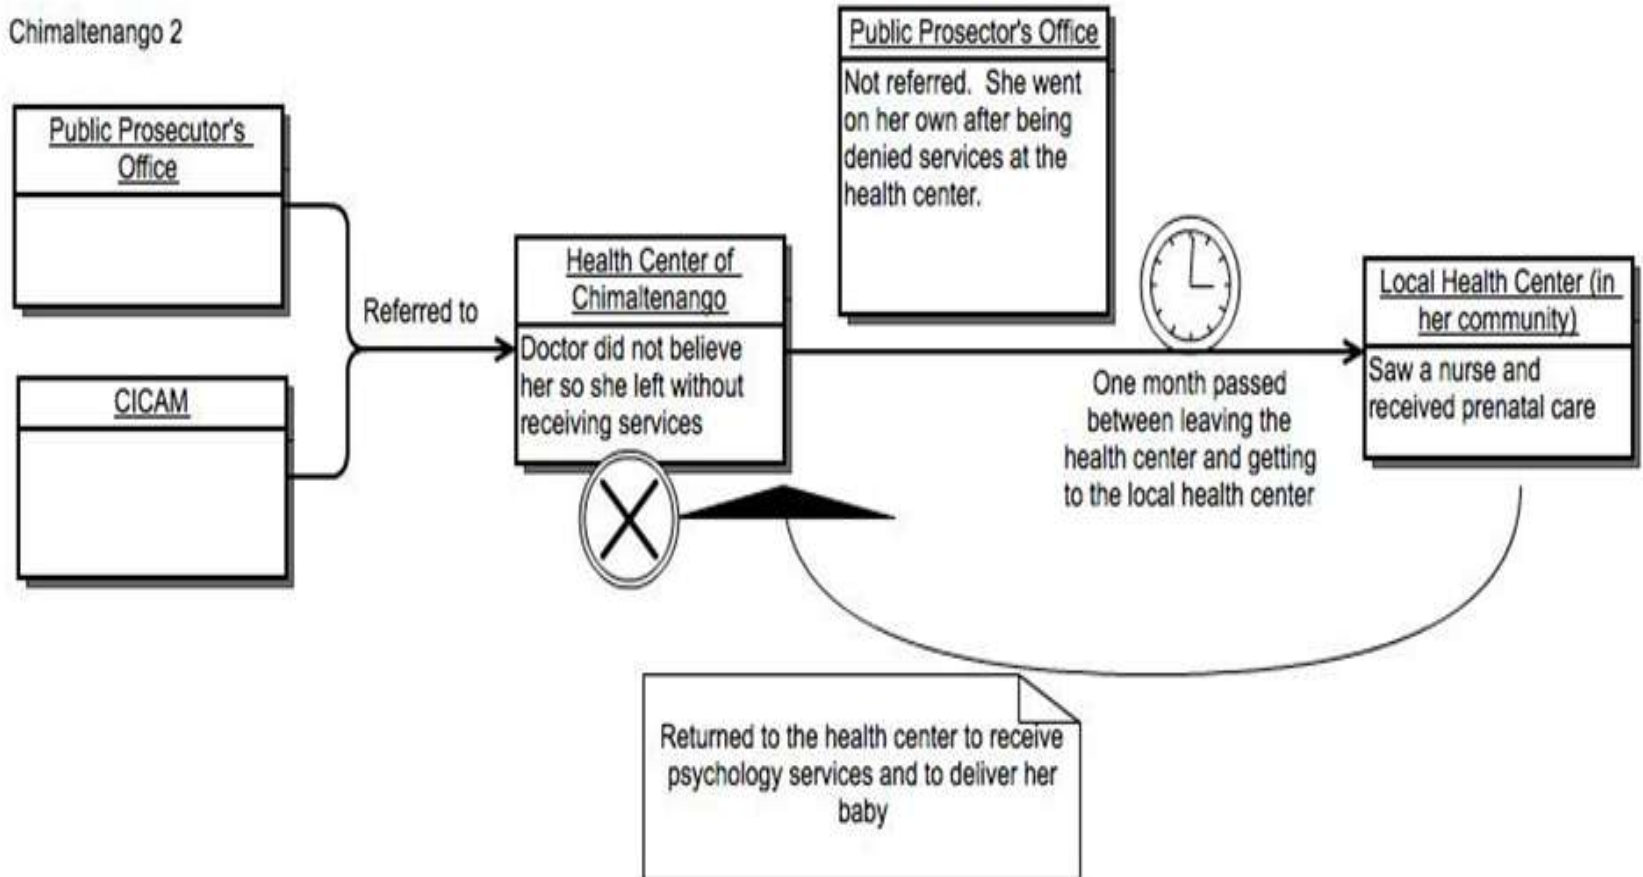 Chimaltenango 2
Public Prosecutor's
Office
CICAM
Referred to
Health Center of
Chimaltenango
Doctor did not believe
her so she left without
receiving services
Public Prosector's Office
Not referred. She went
on her own after being
denied services at the
health center.
One month passed
between leaving the
health center and getting
to the local health center
Local Health Center (in
her community)
Saw a nurse and
received prenatal care
Returned to the health center to receive
psychology services and to deliver her
baby